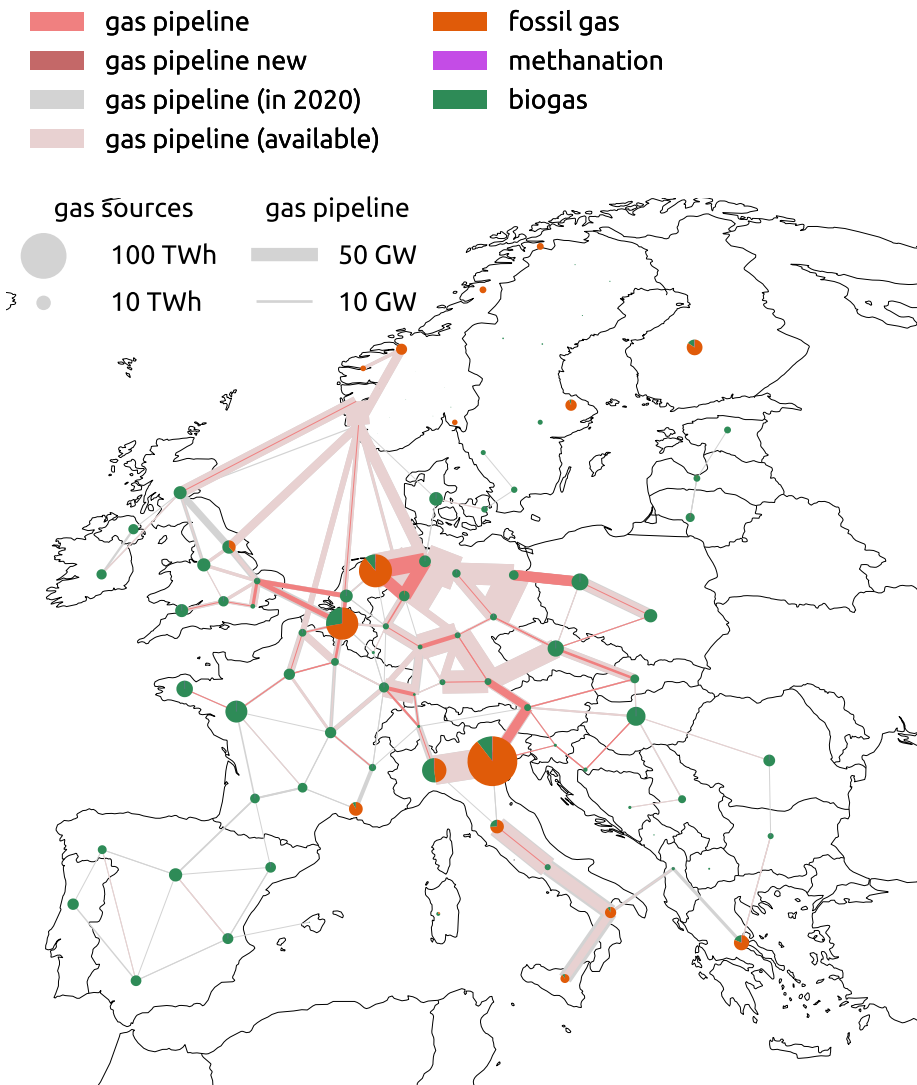 gas pipeline
gas pipeline new
gas pipeline (in 2020)
gas pipeline (available)
fossil gas
methanation
biogas
gas sources
100 TWh
10 TWh
gas pipeline
50 GW
10 GW